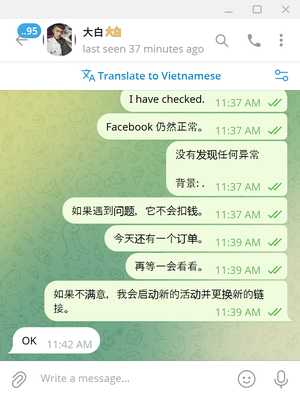 ..95
大白大白
last seen 37 minutes ago
Translate to Vietnamese
I have checked. 11:37 AM
Facebook 仍然正常。 11:37 AM
没有发现任何异常
背景: . 11:37 AM
如果遇到问题，它不会扣钱。 11:37 AM
今天还有一个订单。 11:39 AM
再等一会看看。 11:39 AM
如果不满意，我会启动新的活动并更换新的链
接。 11:39 AM
OK 11:42 AM
Write a message...